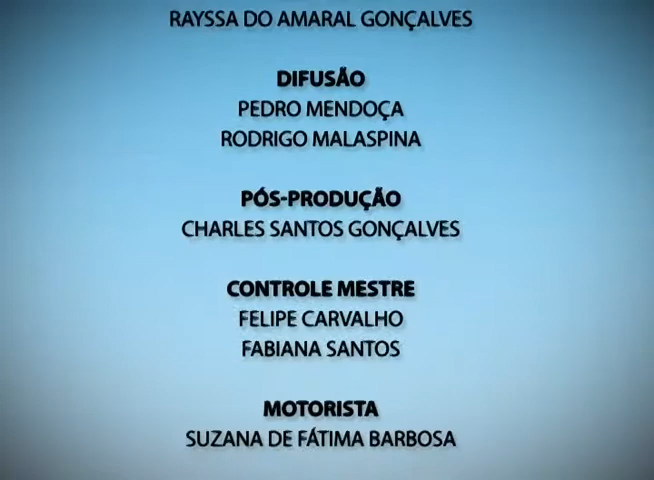 RAYSSA DO AMARAL GONÇALVES
DIFUSÃO
PEDRO MENDOÇA
RODRIGO MALASPINA
PÓS-PRODUÇÃO
CHARLES SANTOS GONÇALVES
CONTROLE MESTRE
FELIPE CARVALHO
FABIANA SANTOS
MOTORISTA
SUZANA DE FÁTIMA BARBOSA